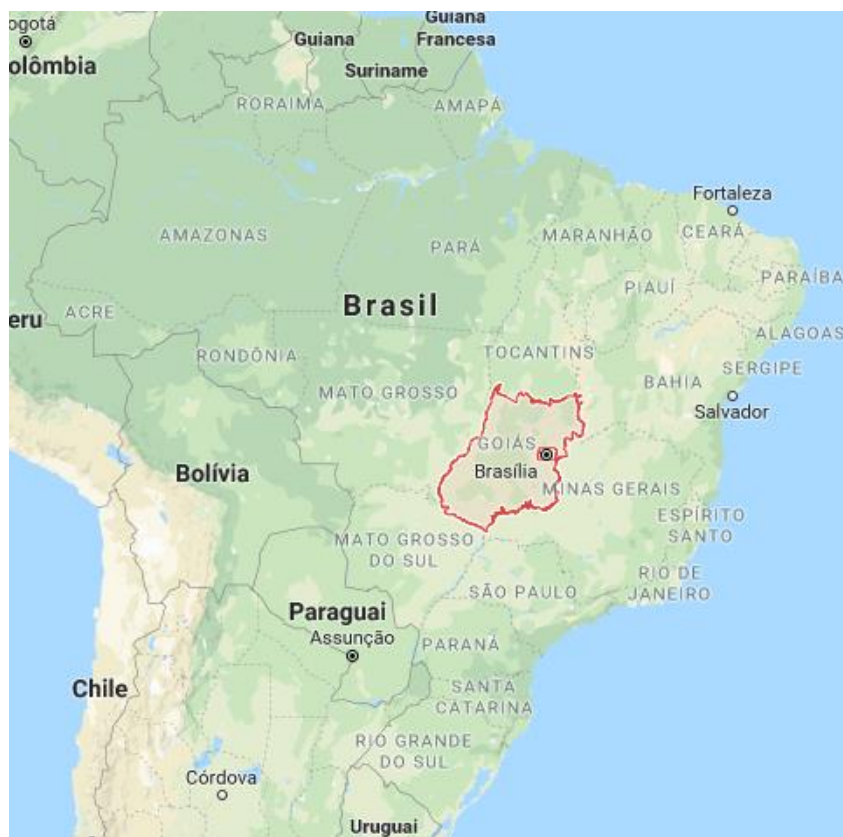 ogotá
olômbia
Guiana
Guiana
Francesa
Suriname
RORAIMA
AMAPÁ
Fortaleza
AMAZONAS
PARÁ
MARANHÃO
CEARÁ
PIAUÍ
PARAÍBA
Brasil
ACRE
eru
ALAGOAS
RONDÔNIA
TOCANTINS
SERGIPE
MATO GROSSO
BAHIA
Salvador
GOIÁS
Brasília
Bolívia
MINAS GERAIS
ESPÍRITO
SANTO
MATO GROSSO
DO SUL
RIO DE
JANEIRO
SÃO PAULO
Paraguai
Assunção
PARANÁ
Chile
SANTA
CATARINA
RIO GRANDE
DO SUL
Córdova
Uruguai